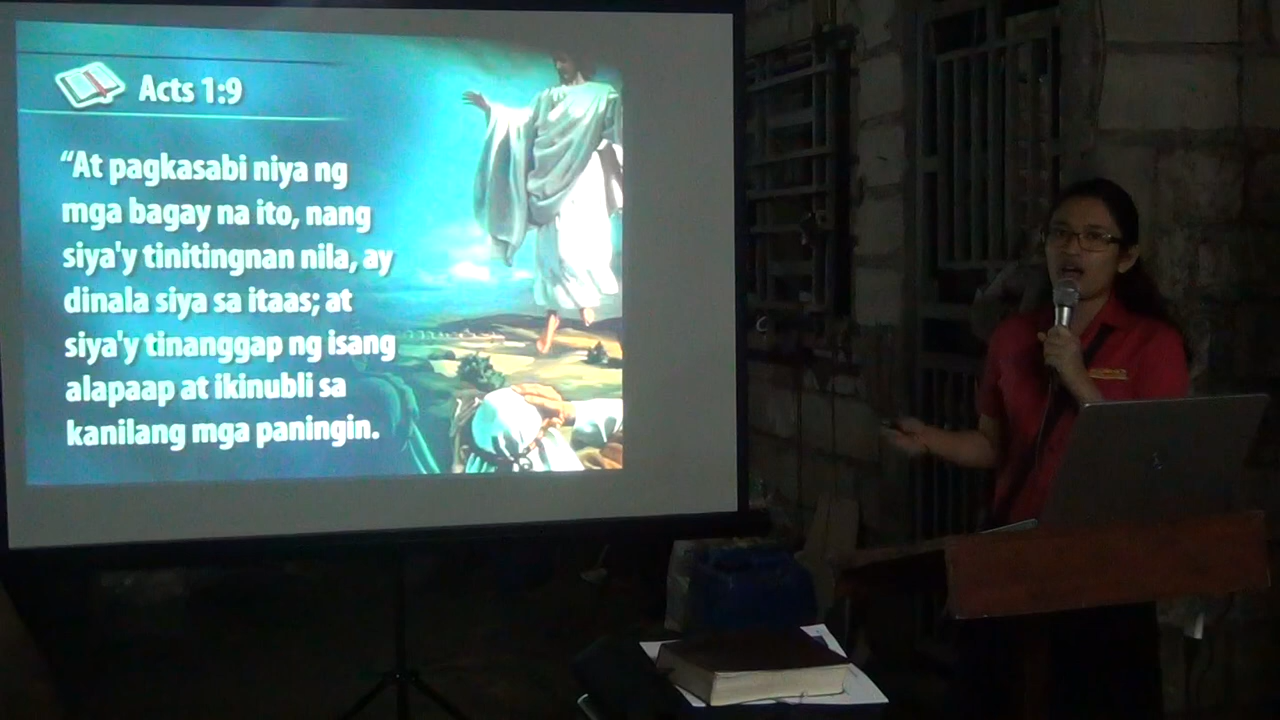 Acts 1:9
“At pagkasabi niya ng
mga bagay na ito, nang
siya'y tinitingnan nila, ay
dinala siya sa itaas; at
siya'y tinanggap ng isang
alapaap at ikinubli sa
kanilang mga paningin.